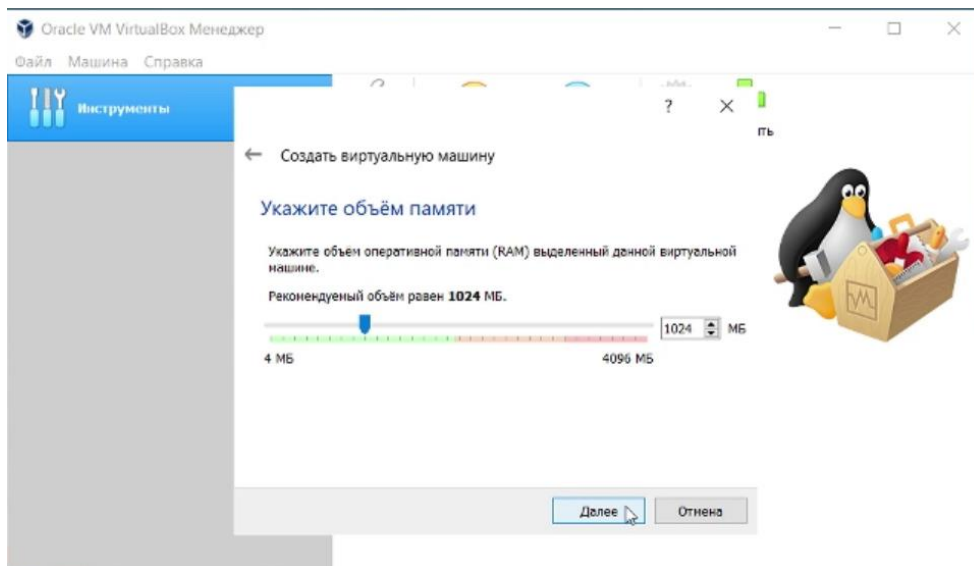 Oracle VM VirtualBox Менеджер
Файл Машина Справка
Инструменты
?
ть
Создать виртуальную машину
Укажите объём памяти
Укажите объём оперативной памяти (RAM) выделенный данной виртуальной
машине.
Рекомендуемый объём равен 1024 МБ.
1024 МБ
4 МБ 4096 МБ
Далее Отмена